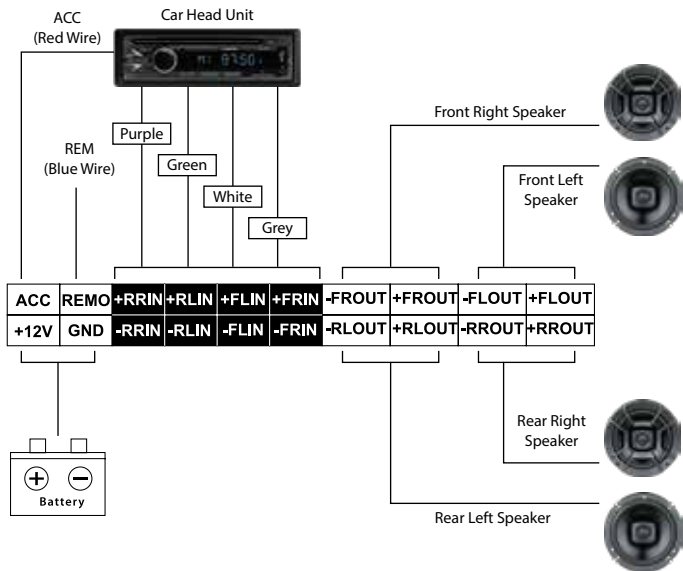 ACC
(Red Wire)
Car Head Unit
87.50
REM
(Blue Wire)
Purple
Green
White
Grey
Front Right Speaker
Front Left
Speaker
ACC REMO +RRIN +RLIN +FLIN +FRIN -FROUT +FROUT -FLOUT +FLOUT
+12V GND -RRIN -RLIN -FLIN -FRIN -RLOUT +RLOUT -RROUT +RROUT
Battery
Rear Right
Speaker
Rear Left Speaker